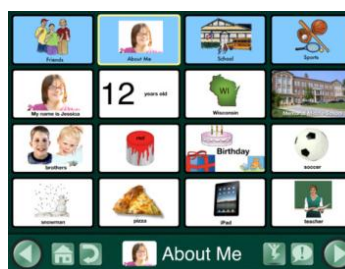 Friends
About Me
School
Sports
My name is Jessica
12 years old
WI
Wisconsin
brothers
red
Birthday
soccer
snowman
pizza
iPad
teacher
About Me